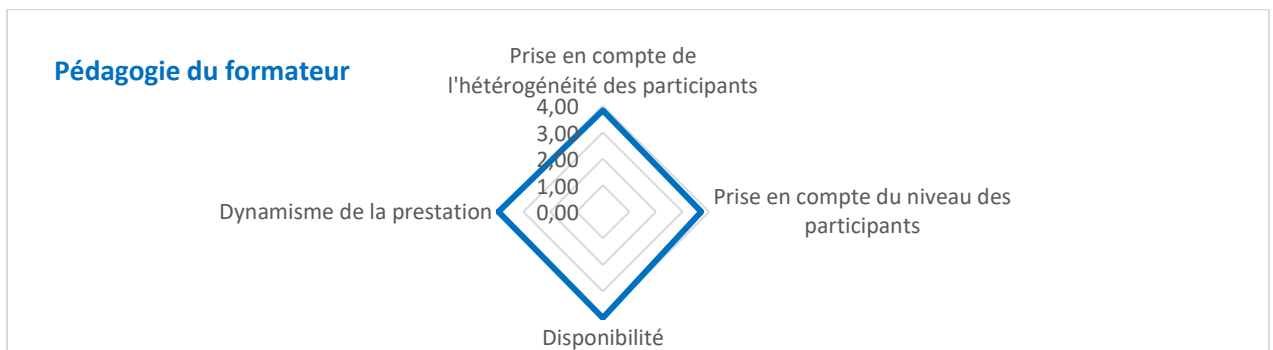 Pédagogie du formateur
Prise en compte de
l'hétérogénéité des participants
4,00
3,00
2,00
1,00
0,00
Dynamisme de la prestation
Prise en compte du niveau des
participants
Disponibilité